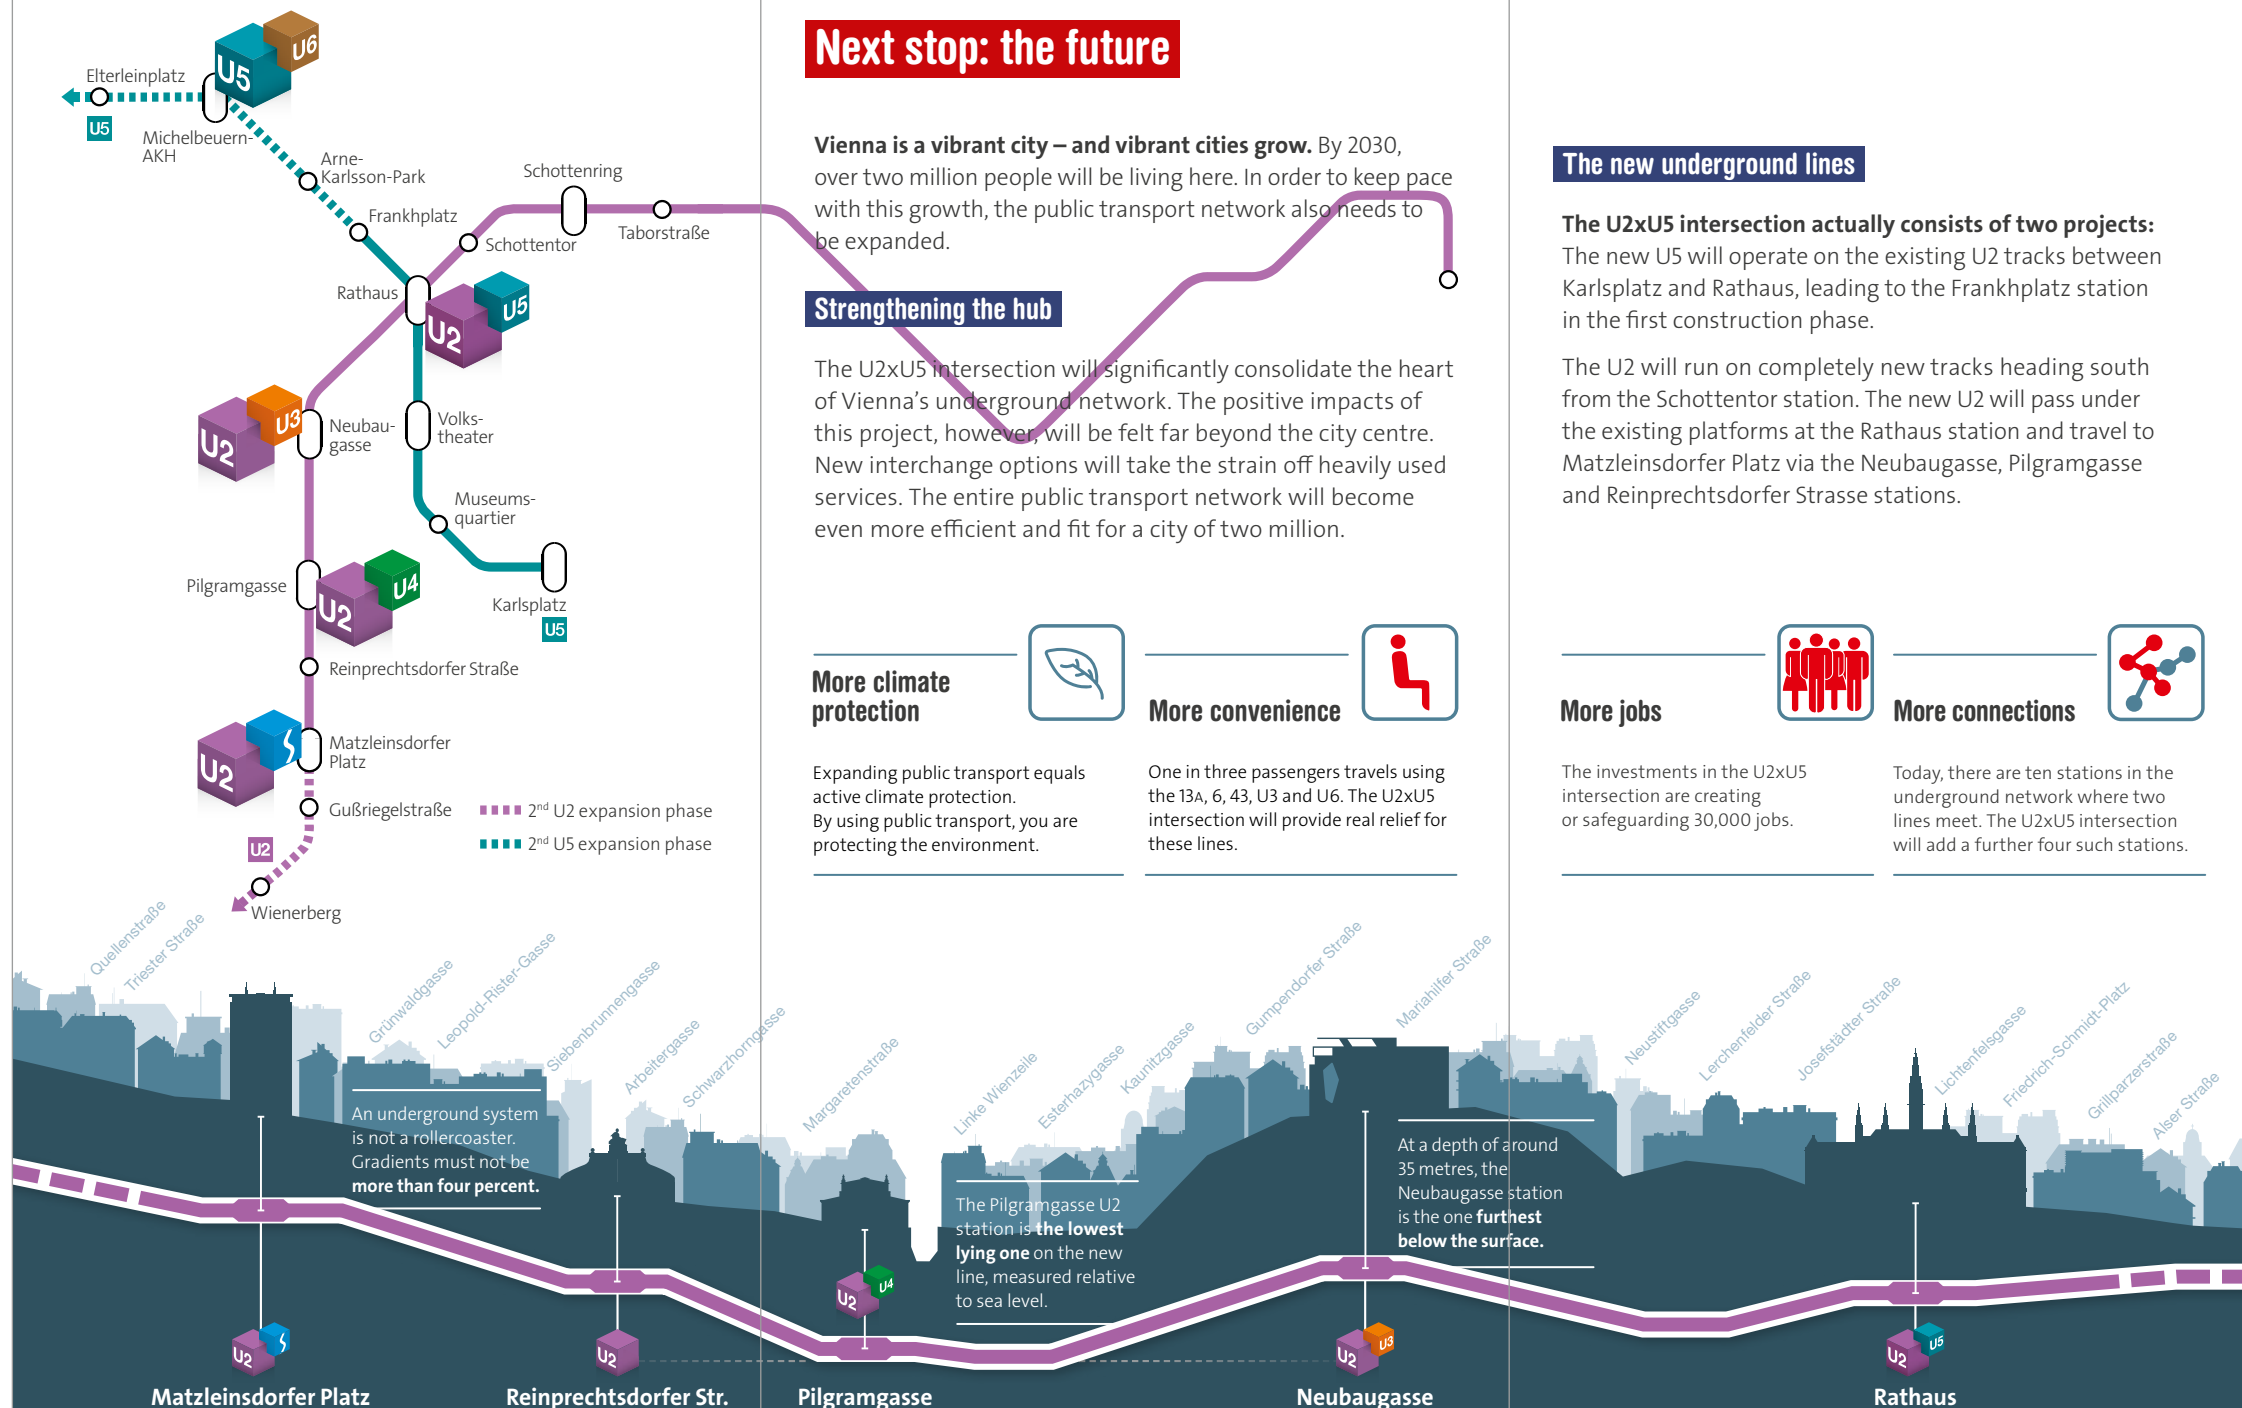 U6
U5
Elterleinplatz
U5
Michelbeuern-
AKH
Arne-
Karlsson-Park
Frankhplatz
Schottenring
Schottentor
Taborstraße
Rathaus
U5
U2
U3
U2
Neubau-
gasse
Volks-
theater
Museums-
quartier
Pilgramgasse
U4
U2
Karlsplatz
U5
Reinprechtsdorfer Straße
U2
Matzleinsdorfer
Platz
Gußriegelstraße
2nd U2 expansion phase
2nd U5 expansion phase
U2
Wienerberg
Next stop: the future
Vienna is a vibrant city – and vibrant cities grow. By 2030,
over two million people will be living here. In order to keep pace
with this growth, the public transport network also needs to
be expanded.
Strengthening the hub
The U2xU5 intersection will significantly consolidate the heart
of Vienna’s underground network. The positive impacts of
this project, however, will be felt far beyond the city centre.
New interchange options will take the strain off heavily used
services. The entire public transport network will become
even more efficient and fit for a city of two million.
More climate
protection
Expanding public transport equals
active climate protection.
By using public transport, you are
protecting the environment.
More convenience
One in three passengers travels using
the 13A, 6, 43, U3 and U6. The U2xU5
intersection will provide real relief for
these lines.
The new underground lines
The U2xU5 intersection actually consists of two projects:
The new U5 will operate on the existing U2 tracks between
Karlsplatz and Rathaus, leading to the Frankhplatz station
in the first construction phase.
The U2 will run on completely new tracks heading south
from the Schottentor station. The new U2 will pass under
the existing platforms at the Rathaus station and travel to
Matzleinsdorfer Platz via the Neubaugasse, Pilgramgasse
and Reinprechtsdorfer Strasse stations.
More jobs
The investments in the U2xU5
intersection are creating
or safeguarding 30,000 jobs.
More connections
Today, there are ten stations in the
underground network where two
lines meet. The U2xU5 intersection
will add a further four such stations.
Quellenstraße
Triester Straße
Grünwaldgasse
Leopold-Rister-Gasse
Siebenbrunnengasse
Arbeitergasse
Schwarzhorngasse
Margaretenstraße
Linke Wienzeile
Esterhazygasse
Kaunitzgasse
Gumpendorfer Straße
Mariahilfer Straße
Neustiftgasse
Lerchenfelder Straße
Josefstädter Straße
Lichtenfelsgasse
Friedrich-Schmidt-Platz
Grillparzerstraße
Alser Straße
An underground system
is not a rollercoaster.
Gradients must not be
more than four percent.
The Pilgramgasse U2
station is the lowest
lying one on the new
line, measured relative
to sea level.
At a depth of around
35 metres, the
Neubaugasse station
is the one furthest
below the surface.
U2
U2
U2
U4
U2
U3
U2
U5
Matzleinsdorfer Platz
Reinprechtsdorfer Str.
Pilgramgasse
Neubaugasse
Rathaus